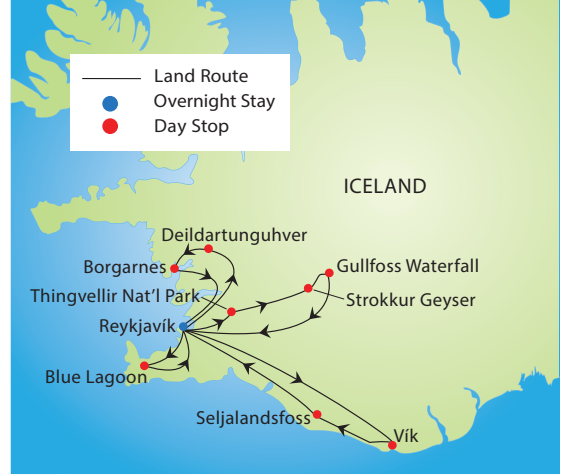 Land Route
Overnight Stay
Day Stop
ICELAND
Deildartunguhver
Borgarnes
Gullfoss Waterfall
Thingvellir Nat'l Park
Strokkur Geyser
Reykjavík
Blue Lagoon
Seljalandsfoss
Vík